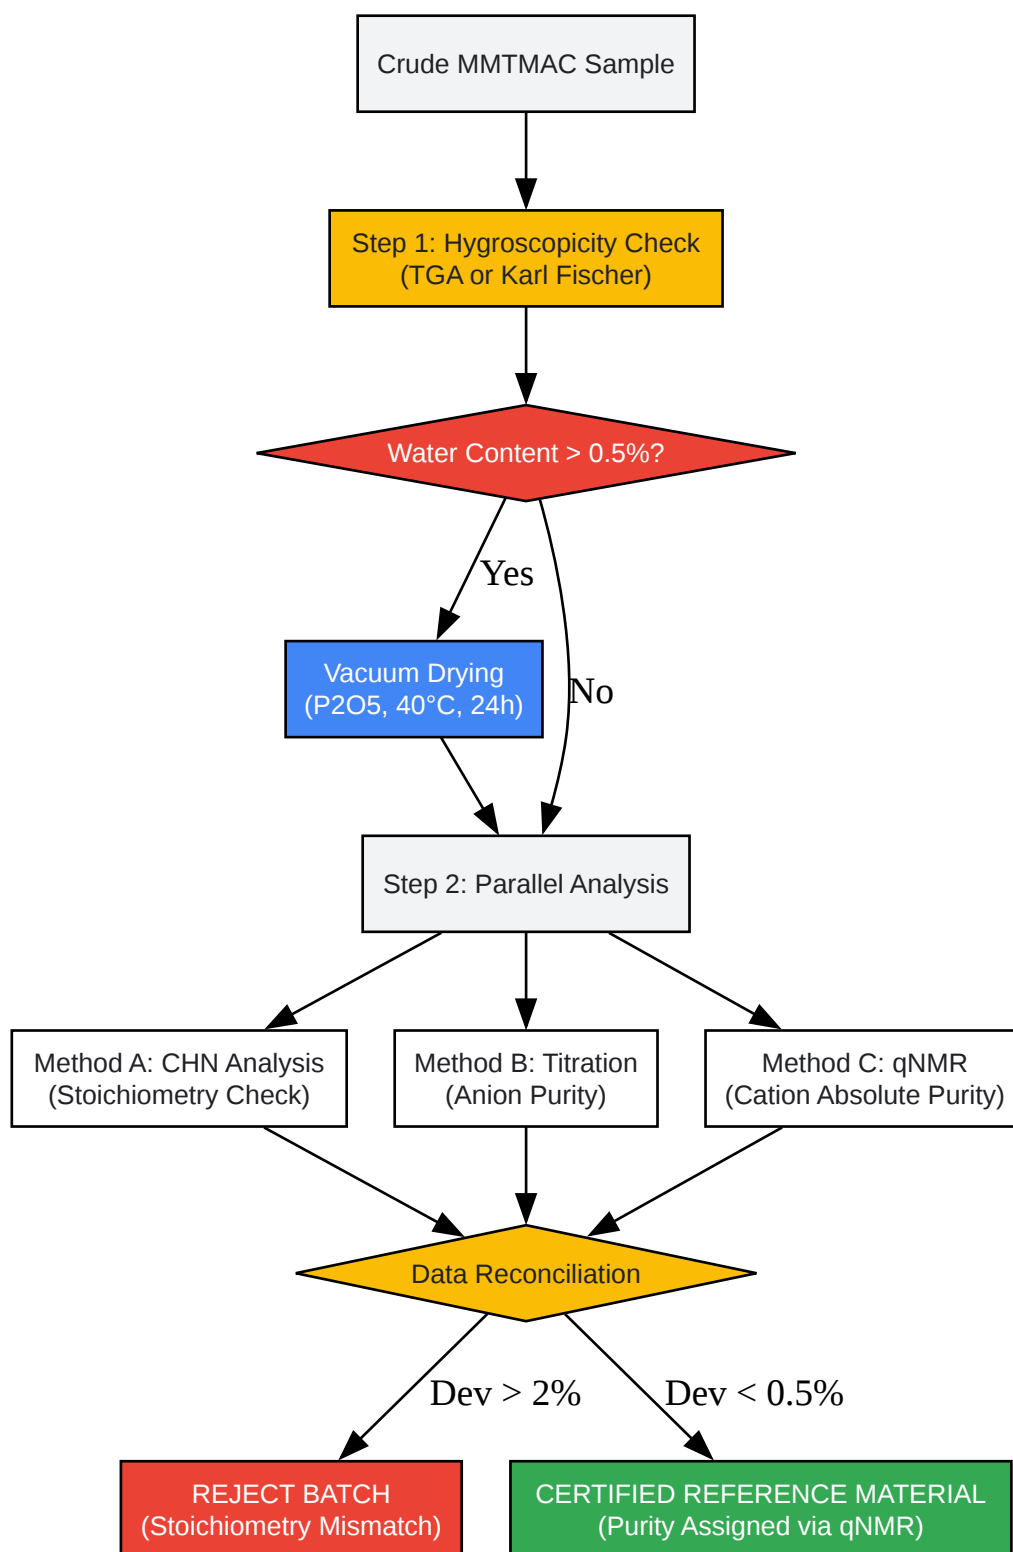 Crude MMTMAC Sample
Step 1: Hygroscopicity Check
(TGA or Karl Fischer)
Water Content > 0.5%?
Yes
Vacuum Drying
(P2O5, 40°C, 24h)
No
Step 2: Parallel Analysis
Method A: CHN Analysis
(Stoichiometry Check)
Method B: Titration
(Anion Purity)
Method C: qNMR
(Cation Absolute Purity)
Data Reconciliation
Dev > 2%
Dev < 0.5%
REJECT BATCH
(Stoichiometry Mismatch)
CERTIFIED REFERENCE MATERIAL
(Purity Assigned via qNMR)